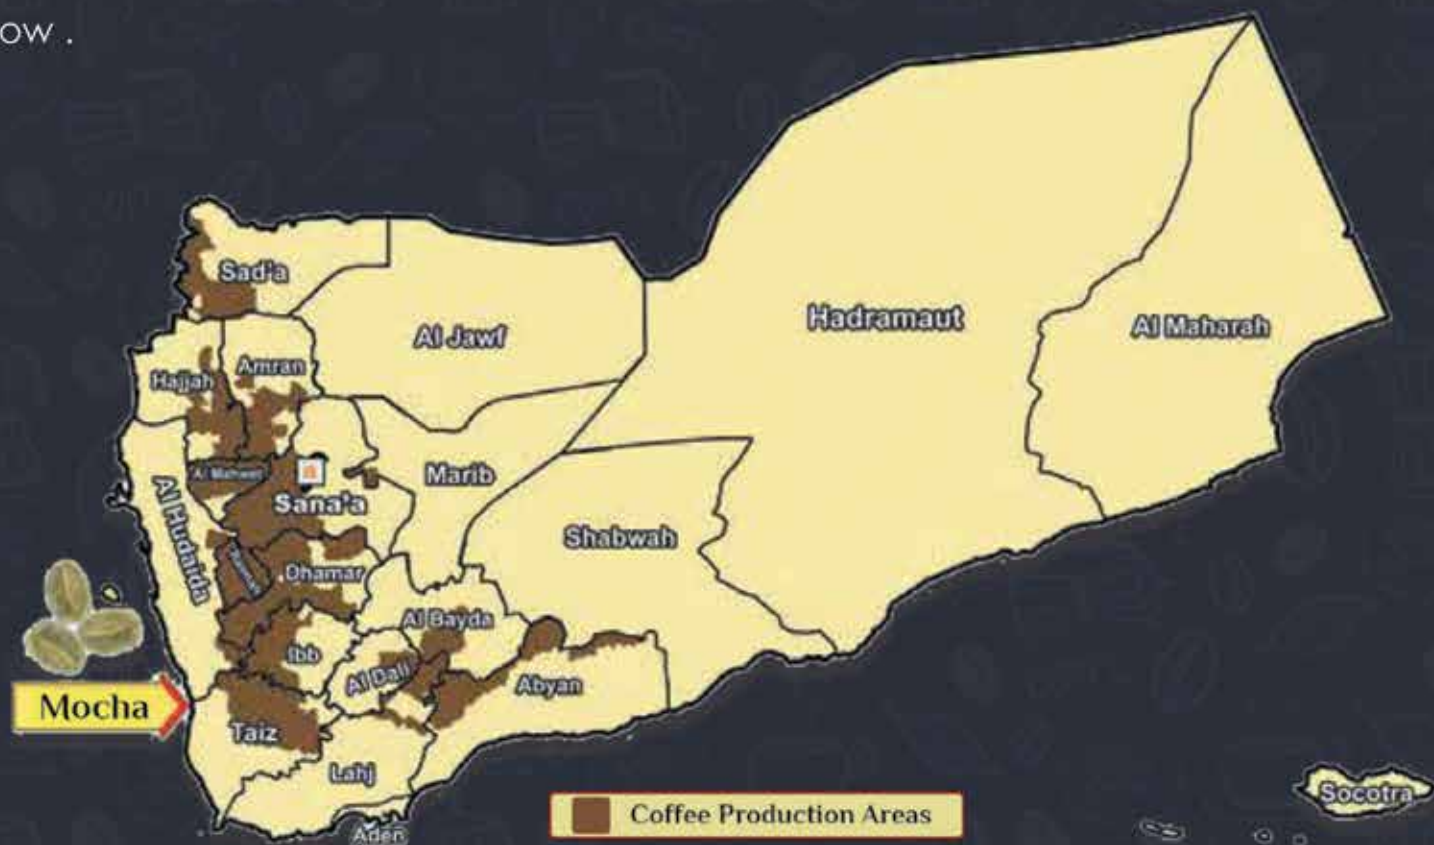 ow .
Sad'a
Al Jawf
Hadramaut
Al Maharah
Hajjah
Amran
Al Mahweet
Marib
Sana'a
Al Hudaida
Shabwah
Dhamar
Al Bayda
Ibb
Al Dali
Abyan
Mocha
Taiz
Lahj
Socotra
Coffee Production Areas
Aden